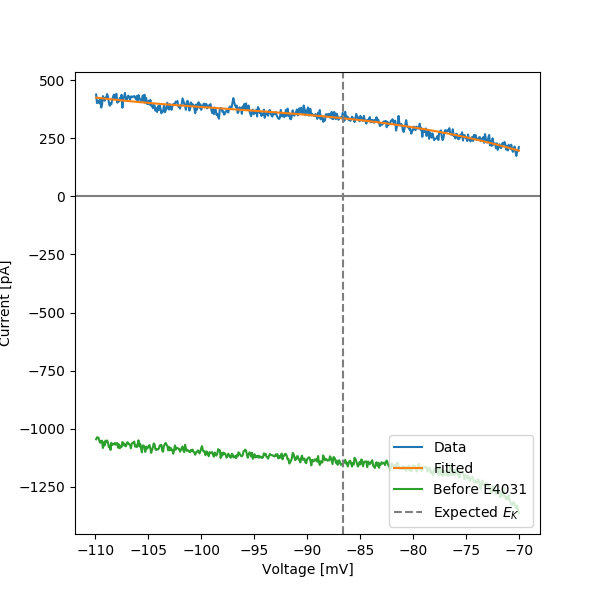 500
250
0
−250
−500
−750
−1000
−1250
Current [pA]
−110 −105 −100 −95 −90 −85 −80 −75 −70
Voltage [mV]
Data
Fitted
Before E4031
Expected E_K